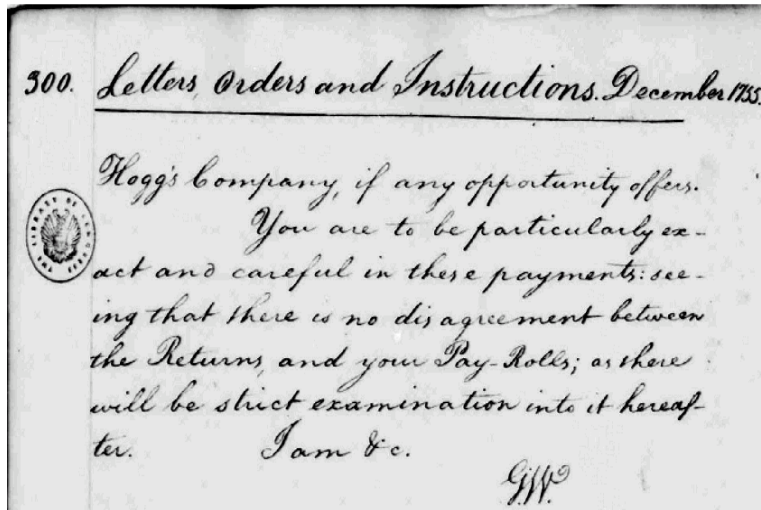 300. Letters, Orders and Instructions. December 1755.
Hogg's Company, if any opportunity offers.
You are to be particularly ex-
act and careful in these payments: see-
ing that there is no disagreement between
the Returns, and your Pay-Rolls; as there
will be strict examination into it hereaf-
ter. I am &c.
G.W.